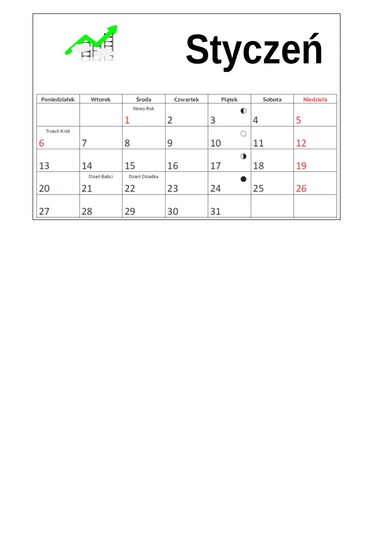 Styczeń
Poniedziałek Wtorek Środa Czwartek Piątek Sobota Niedziela
Nowy Rok
1 2 3 4 5
Trzech Króli
6 7 8 9 10 11 12
13 14 15 16 17 18 19
Dzień Babci Dzień Dziadka
20 21 22 23 24 25 26
27 28 29 30 31